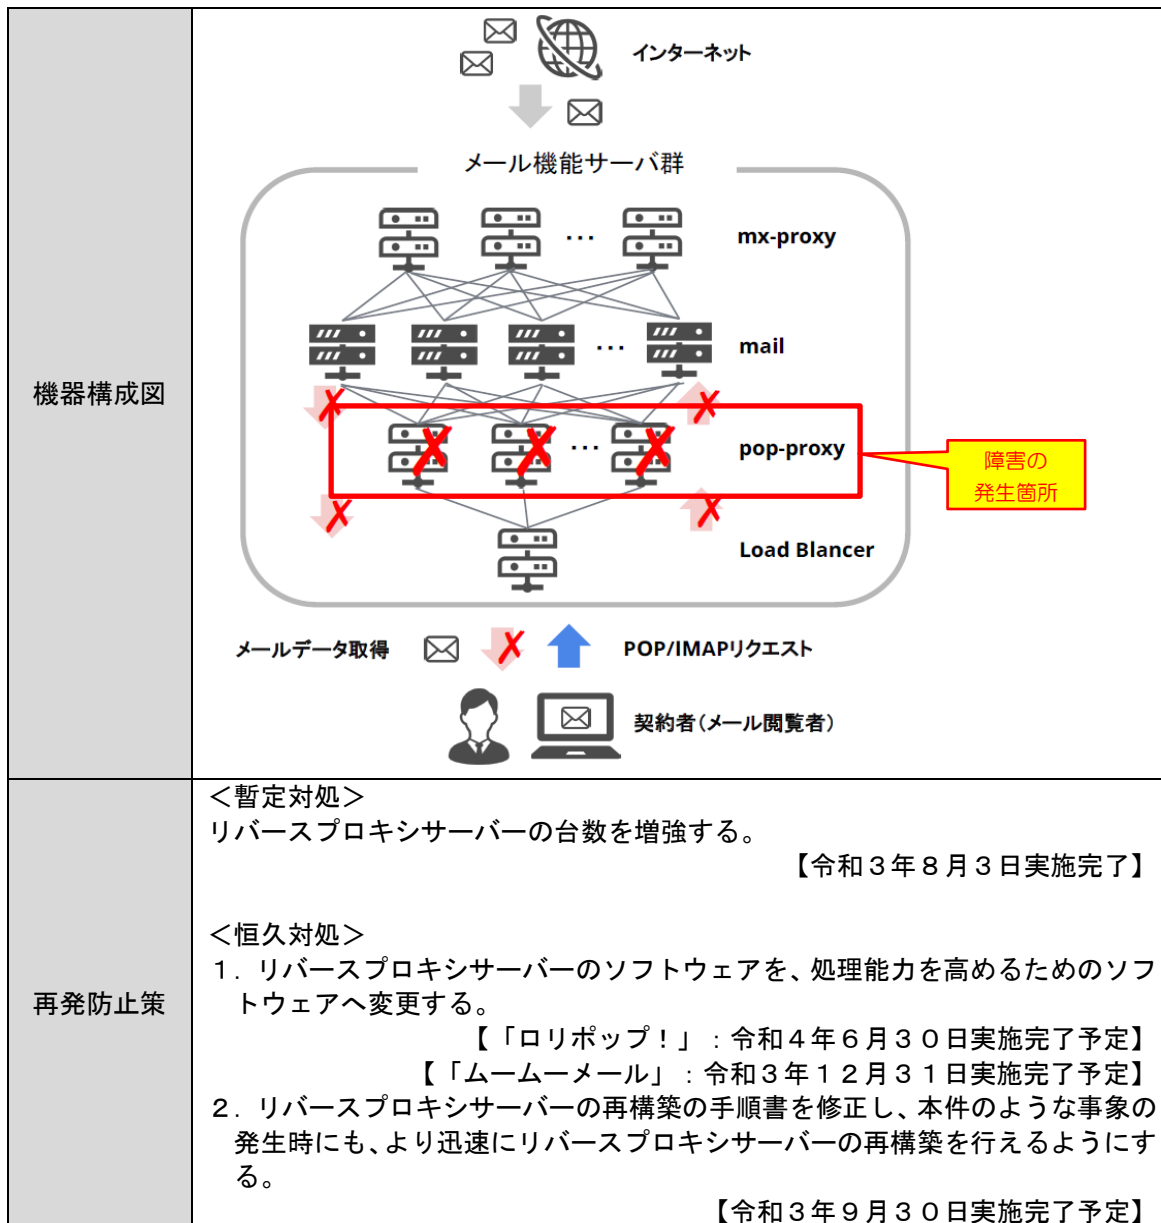 機器構成図
インターネット
メール機能サーバ群
mx-proxy
mail
pop-proxy
障害の
発生箇所
Load Blancer
メールデータ取得
POP/IMAPリクエスト
契約者(メール閲覧者)
再発防止策
＜暫定対処＞
リバースプロキシサーバーの台数を増強する。
【令和３年８月３日実施完了】
＜恒久対処＞
１．リバースプロキシサーバーのソフトウェアを、処理能力を高めるためのソフ
トウェアへ変更する。
【「ロリポップ！」：令和４年６月３０日実施完了予定】
【「ムームーメール」：令和３年１２月３１日実施完了予定】
２．リバースプロキシサーバーの再構築の手順書を修正し、本件のような事象の
発生時にも、より迅速にリバースプロキシサーバーの再構築を行えるようにす
る。
【令和３年９月３０日実施完了予定】